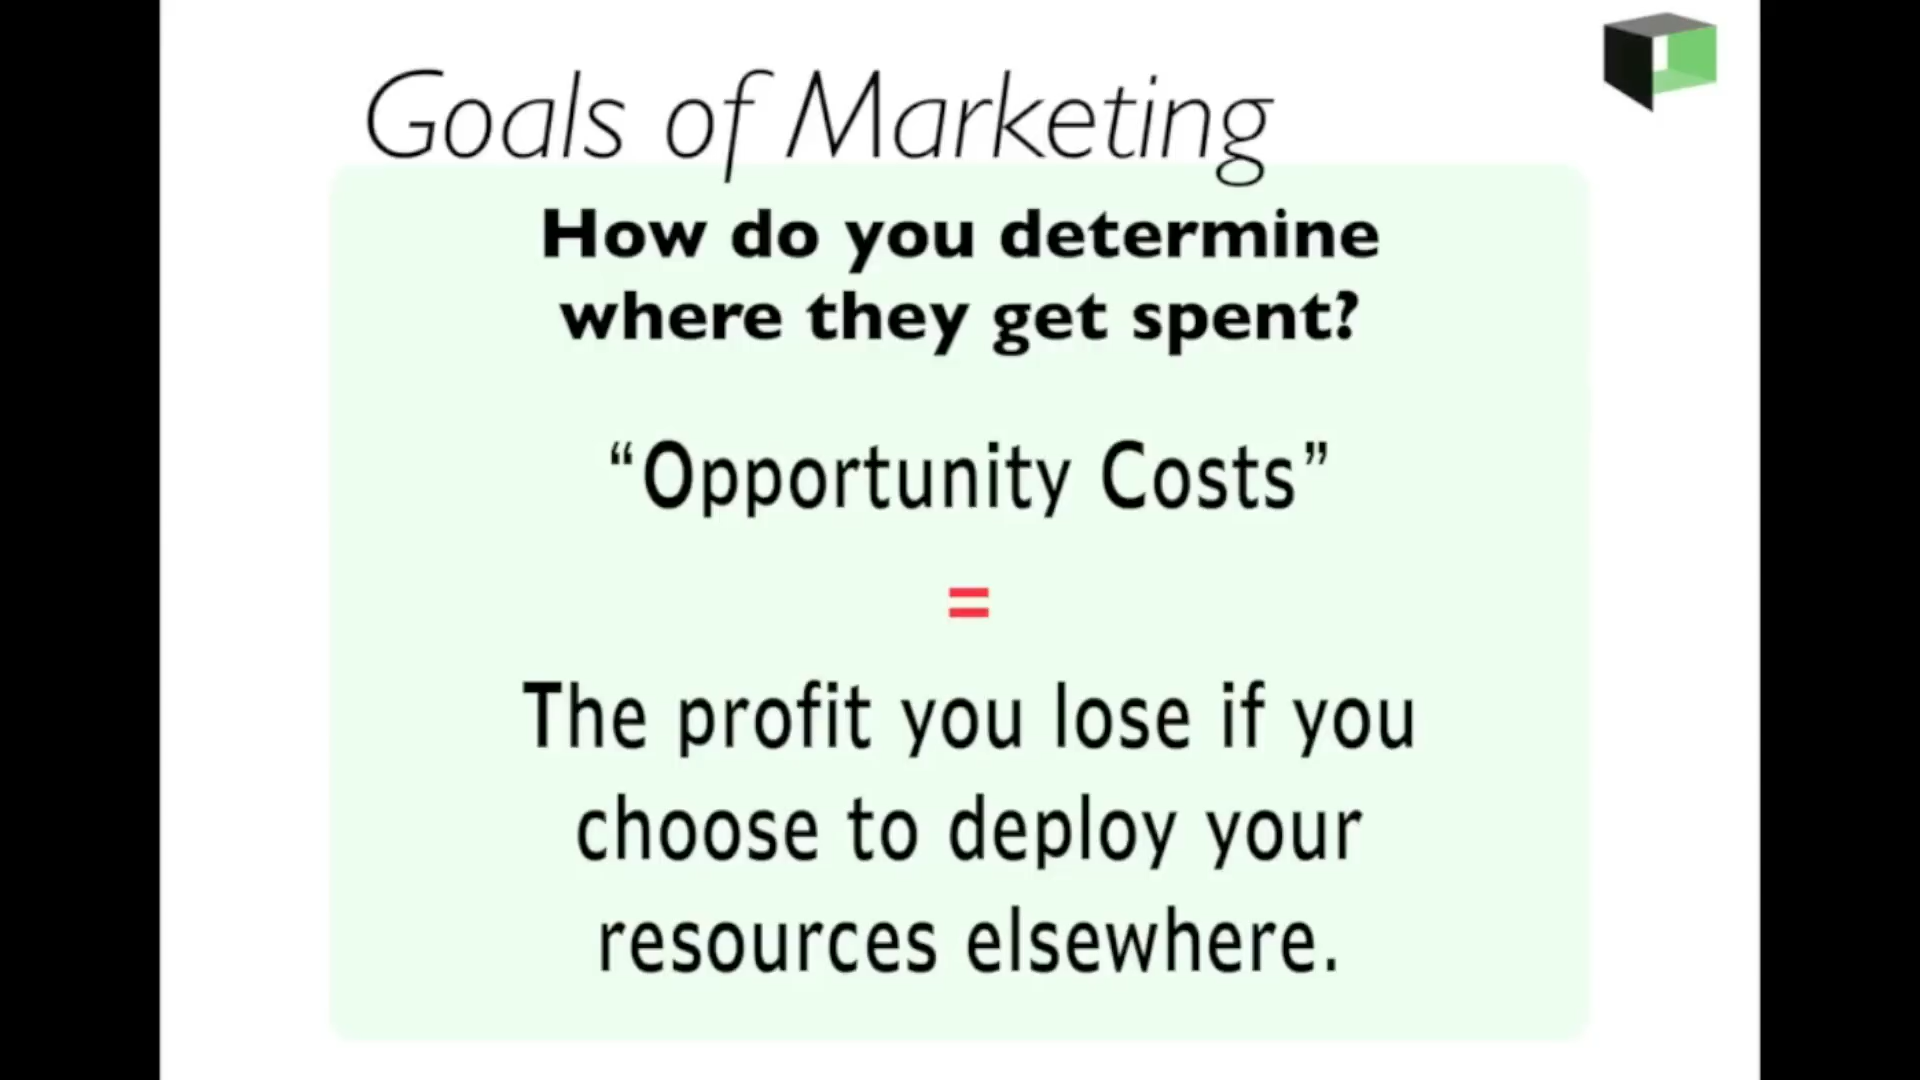 Goals of Marketing
How do you determine
where they get spent?
“Opportunity Costs”
=
The profit you lose if you
choose to deploy your
resources elsewhere.